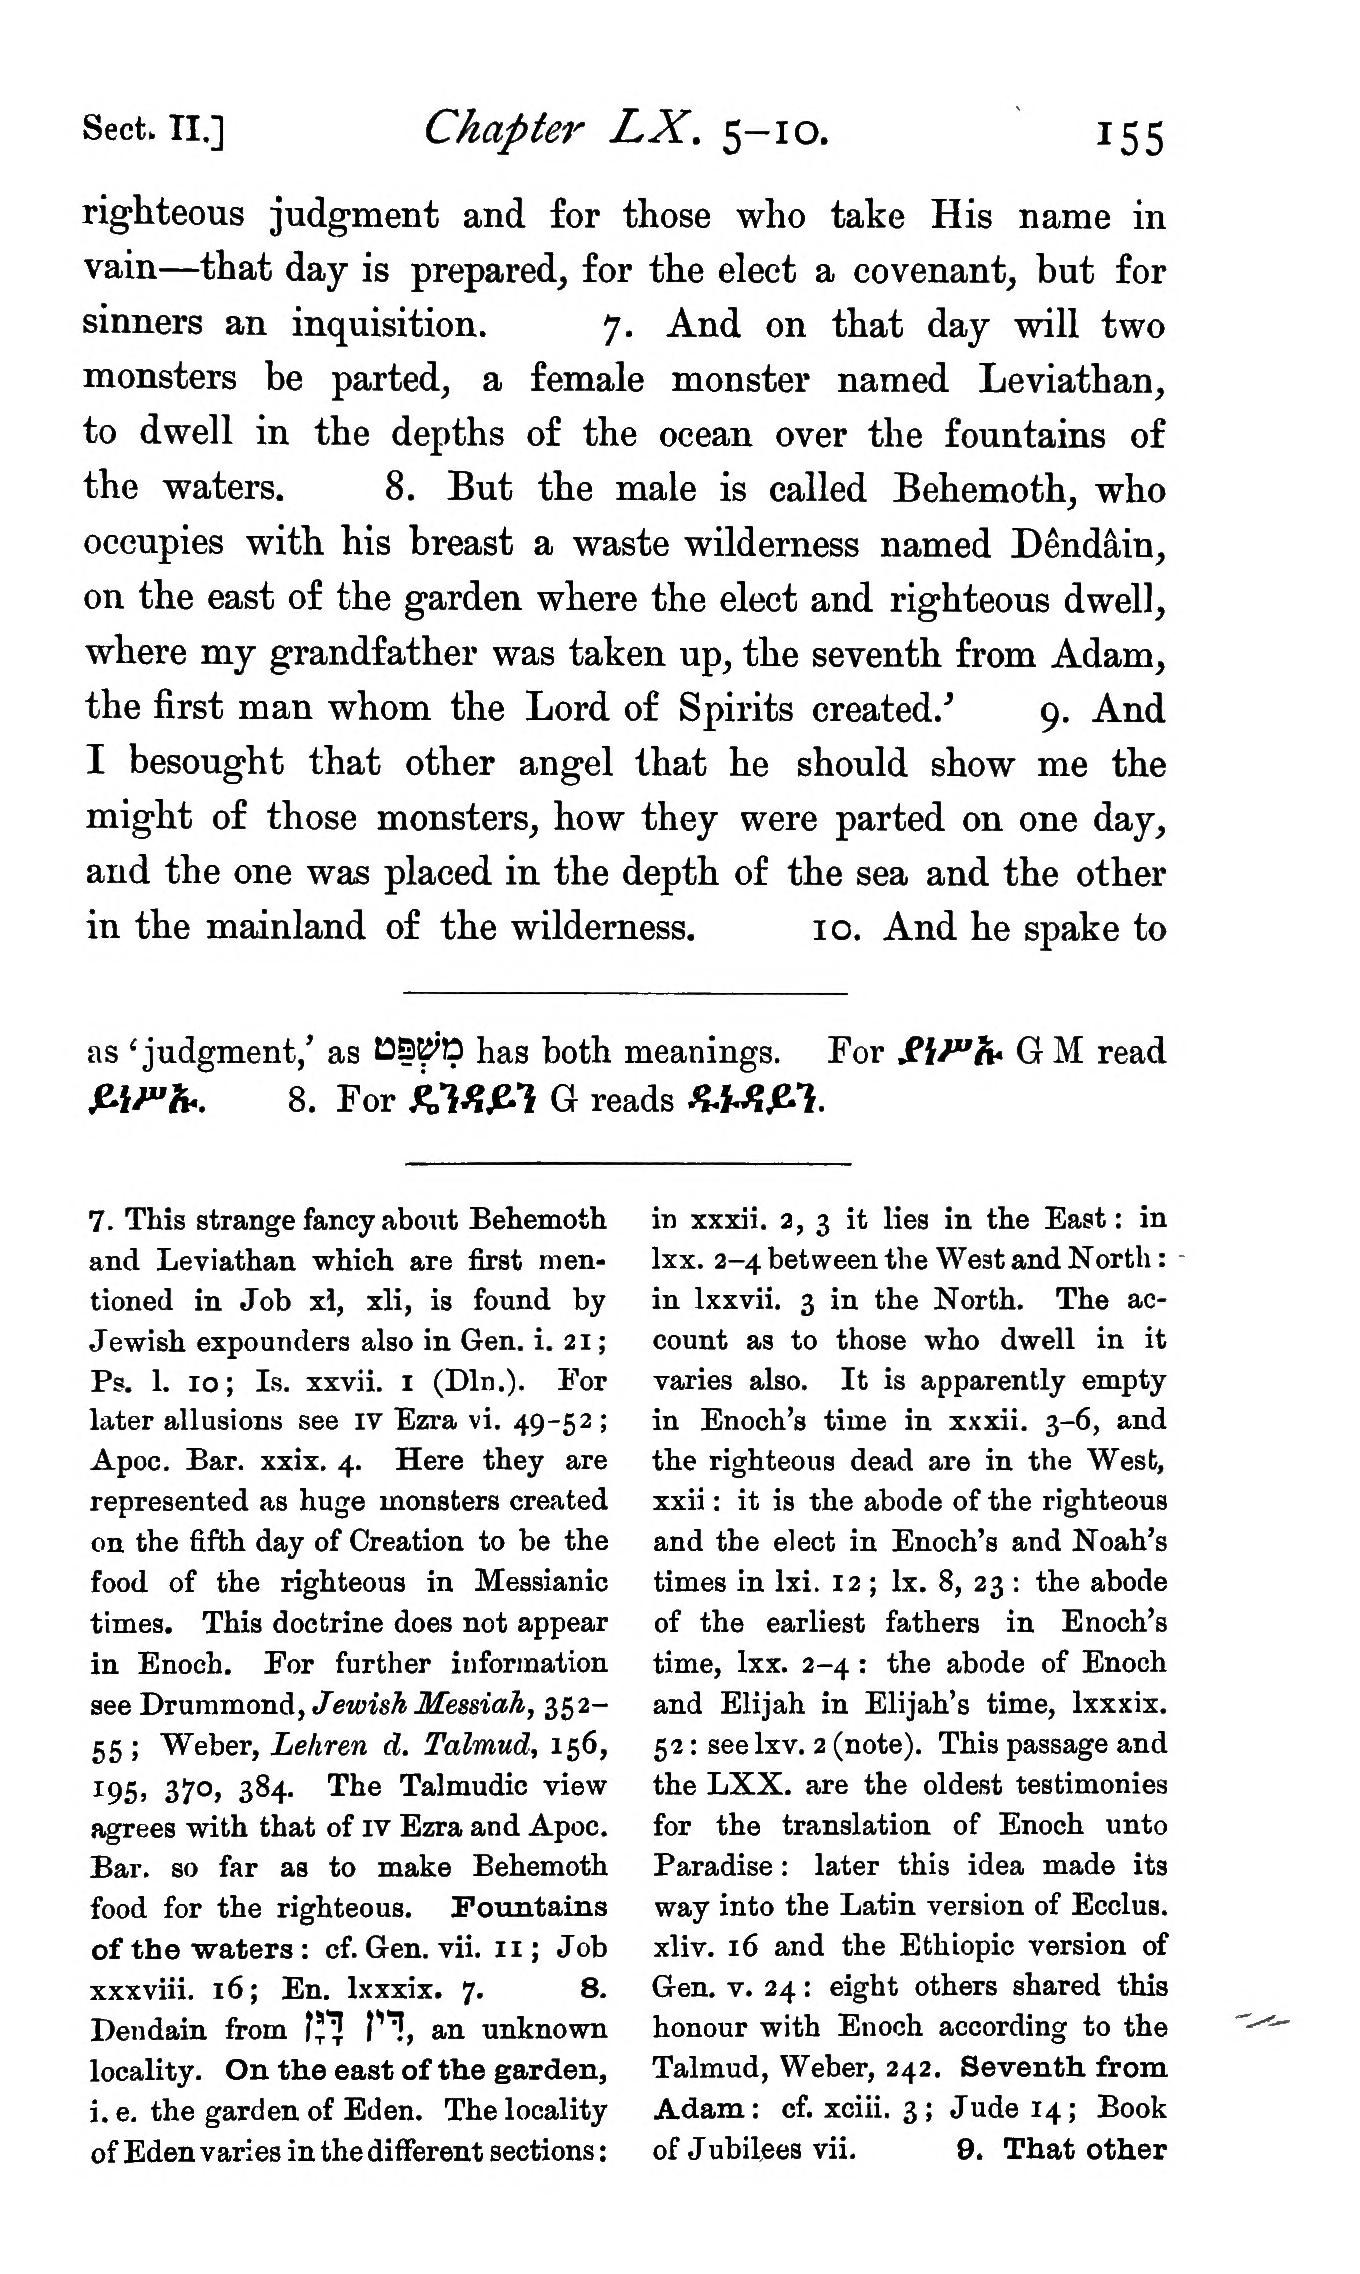 Sect. II.] Chapter LX. 5–10. 155
righteous judgment and for those who take His name in
vain—that day is prepared, for the elect a covenant, but for
sinners an inquisition. 7. And on that day will two
monsters be parted, a female monster named Leviathan,
to dwell in the depths of the ocean over the fountains of
the waters. 8. But the male is called Behemoth, who
occupies with his breast a waste wilderness named Dêndâin,
on the east of the garden where the elect and righteous dwell,
where my grandfather was taken up, the seventh from Adam,
the first man whom the Lord of Spirits created.’ 9. And
I besought that other angel that he should show me the
might of those monsters, how they were parted on one day,
and the one was placed in the depth of the sea and the other
in the mainland of the wilderness. 10. And he spake to
as ‘judgment,’ as מִשְׁפָּט has both meanings. For ያነሥኡ G M read
ይነሥኡ. 8. For ዴንዳይን G reads ዱኑዳይን.
7. This strange fancy about Behemoth
and Leviathan which are first men-
tioned in Job xl, xli, is found by
Jewish expounders also in Gen. i. 21;
Ps. l. 10; Is. xxvii. 1 (Dln.). For
later allusions see IV Ezra vi. 49–52;
Apoc. Bar. xxix. 4. Here they are
represented as huge monsters created
on the fifth day of Creation to be the
food of the righteous in Messianic
times. This doctrine does not appear
in Enoch. For further information
see Drummond, Jewish Messiah, 352–
55; Weber, Lehren d. Talmud, 156,
195, 370, 384. The Talmudic view
agrees with that of IV Ezra and Apoc.
Bar. so far as to make Behemoth
food for the righteous. Fountains
of the waters: cf. Gen. vii. 11; Job
xxxviii. 16; En. lxxxix. 7. 8.
Dendain from דִּין דָּיָן, an unknown
locality. On the east of the garden,
i. e. the garden of Eden. The locality
of Eden varies in the different sections:
in xxxii. 2, 3 it lies in the East: in
lxx. 2–4 between the West and North:
in lxxvii. 3 in the North. The ac-
count as to those who dwell in it
varies also. It is apparently empty
in Enoch’s time in xxxii. 3–6, and
the righteous dead are in the West,
xxii: it is the abode of the righteous
and the elect in Enoch’s and Noah’s
times in lxi. 12; lx. 8, 23: the abode
of the earliest fathers in Enoch’s
time, lxx. 2–4: the abode of Enoch
and Elijah in Elijah’s time, lxxxix.
52: see lxv. 2 (note). This passage and
the LXX. are the oldest testimonies
for the translation of Enoch unto
Paradise: later this idea made its
way into the Latin version of Ecclus.
xliv. 16 and the Ethiopic version of
Gen. v. 24: eight others shared this
honour with Enoch according to the
Talmud, Weber, 242. Seventh from
Adam: cf. xciii. 3; Jude 14; Book
of Jubilees vii. 9. That other